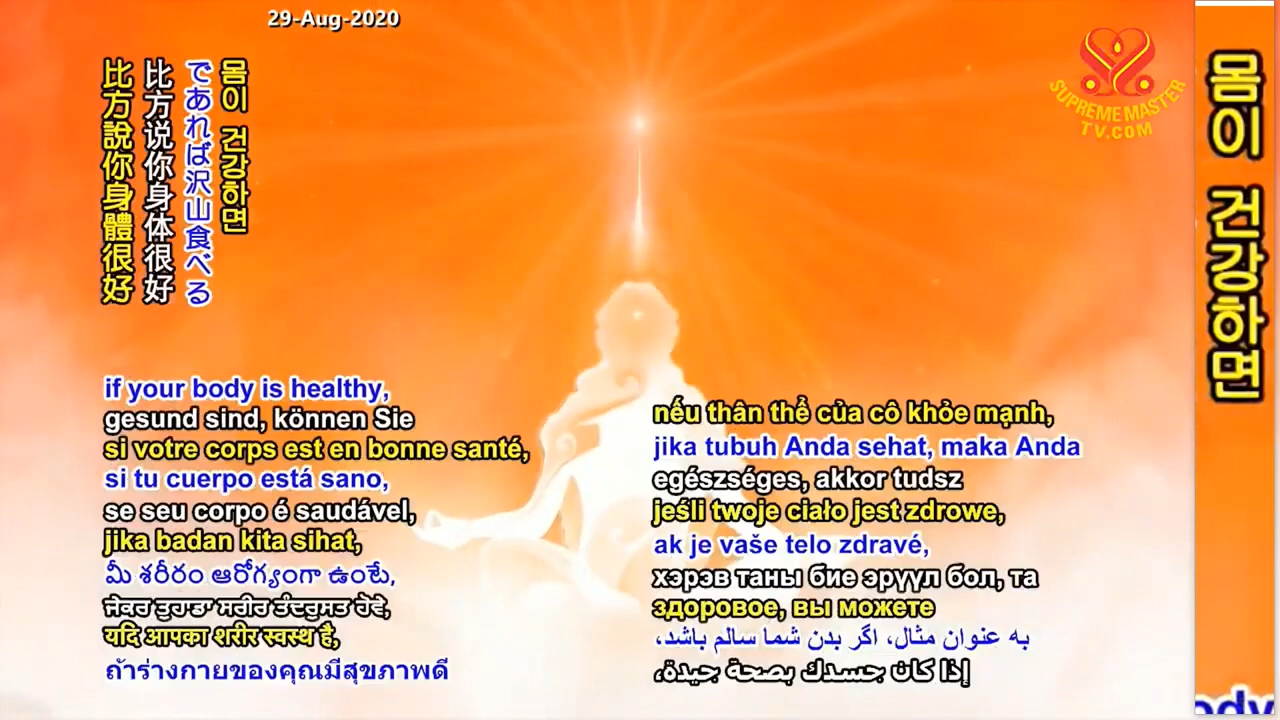 29-Aug-2020
SUPREME MASTER
TV.COM
몸이 건강하면
であれば沢山食べる
比方说你身体很好
比方說你身體很好
if your body is healthy,
gesund sind, können Sie
si votre corps est en bonne santé,
si tu cuerpo está sano,
se seu corpo é saudável,
jika badan kita sihat,
మీ శరీరం ఆరోగ్యంగా ఉంటే,
ਜੇਕਰ ਤੁਹਾਡਾ ਸਰੀਰ ਤੰਦਰੁਸਤ ਹੋਵੇ,
यदि आपका शरीर स्वस्थ है,
ถ้าร่างกายของคุณมีสุขภาพดี
nếu thân thể của cô khỏe mạnh,
jika tubuh Anda sehat, maka Anda
egészséges, akkor tudsz
jeśli twoje ciało jest zdrowe,
ak je vaše telo zdravé,
хэрэв таны бие эрүүл бол, та
здоровое, вы можете
به عنوان مثال، اگر بدن شما سالم باشد،
إذا كان جسدك بصحة جيدة،
몸이 건강하면